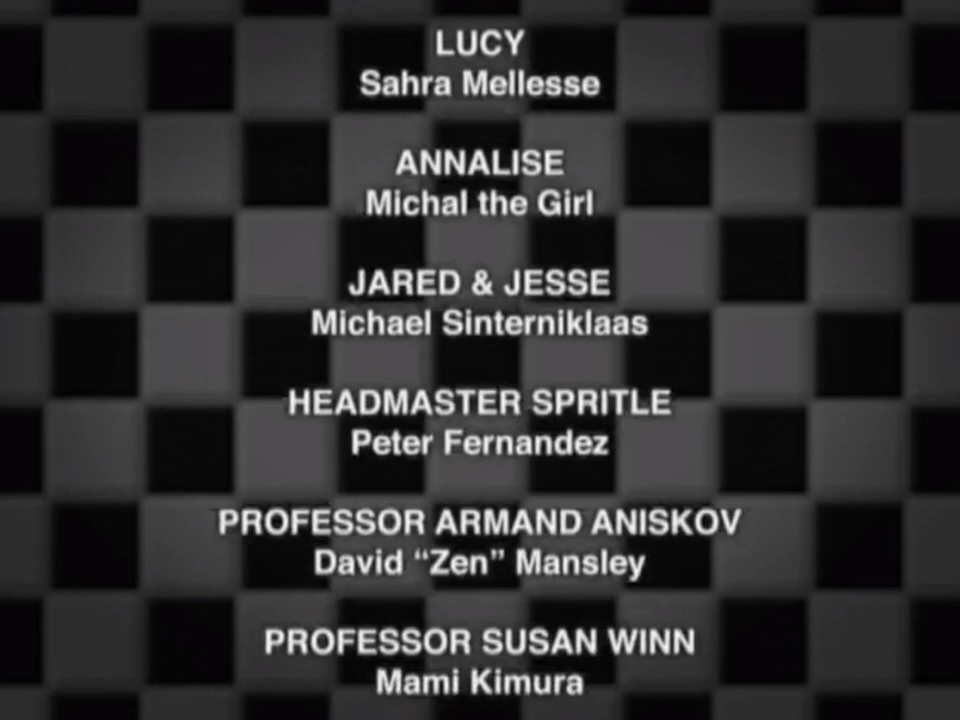 LUCY
Sahra Mellesse
ANNALISE
Michal the Girl
JARED & JESSE
Michael Sinterniklaas
HEADMASTER SPRITLE
Peter Fernandez
PROFESSOR ARMAND ANISKOV
David “Zen” Mansley
PROFESSOR SUSAN WINN
Mami Kimura